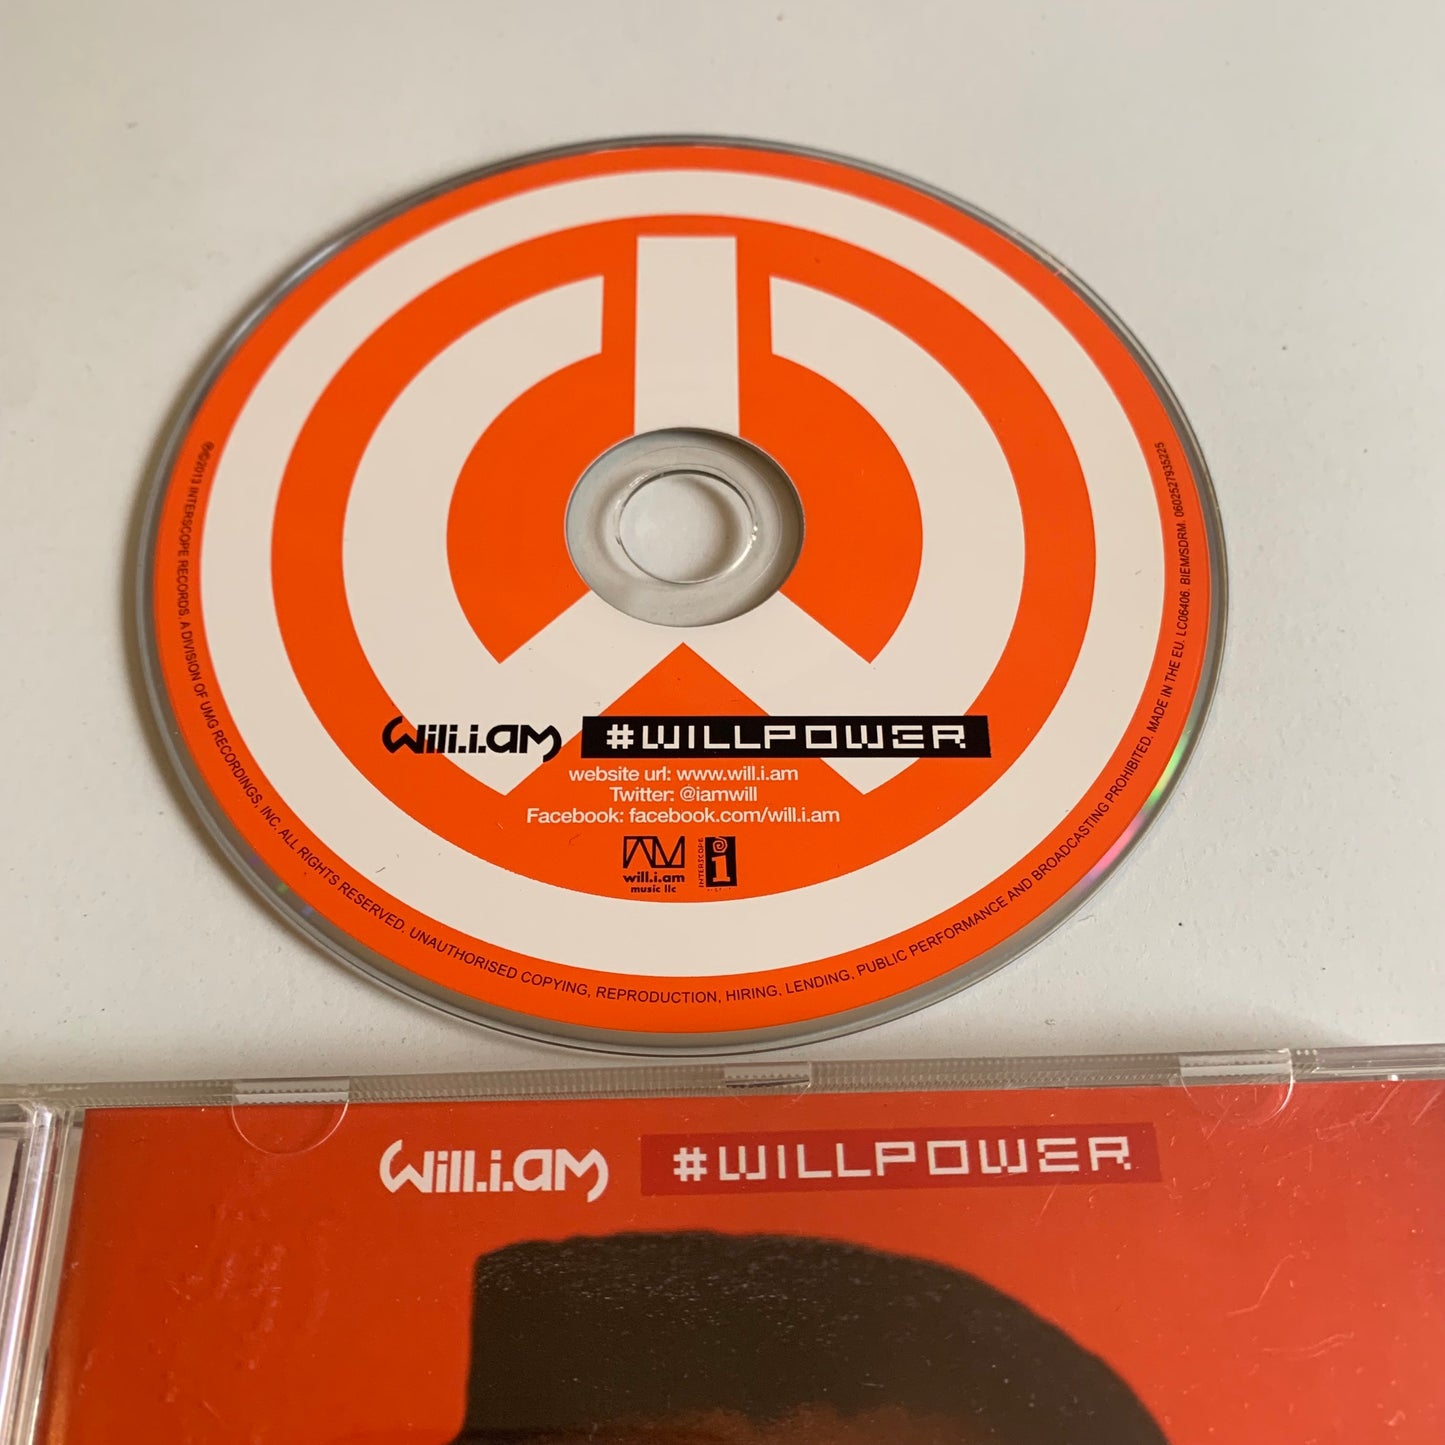 will.i.am #WILLPOWER
website url: www.will.i.am
Twitter: @iamwill
Facebook: facebook.com/will.i.am
will.i.am
music llc
INTERSCOPE
℗©2013 INTERSCOPE RECORDS, A DIVISION OF UMG RECORDINGS, INC. ALL RIGHTS RESERVED. UNAUTHORISED COPYING, REPRODUCTION, HIRING, LENDING, PUBLIC PERFORMANCE AND BROADCASTING PROHIBITED. MADE IN THE EU. LC06406. BIEM/SDRM. 0602527935225
will.i.am #WILLPOWER